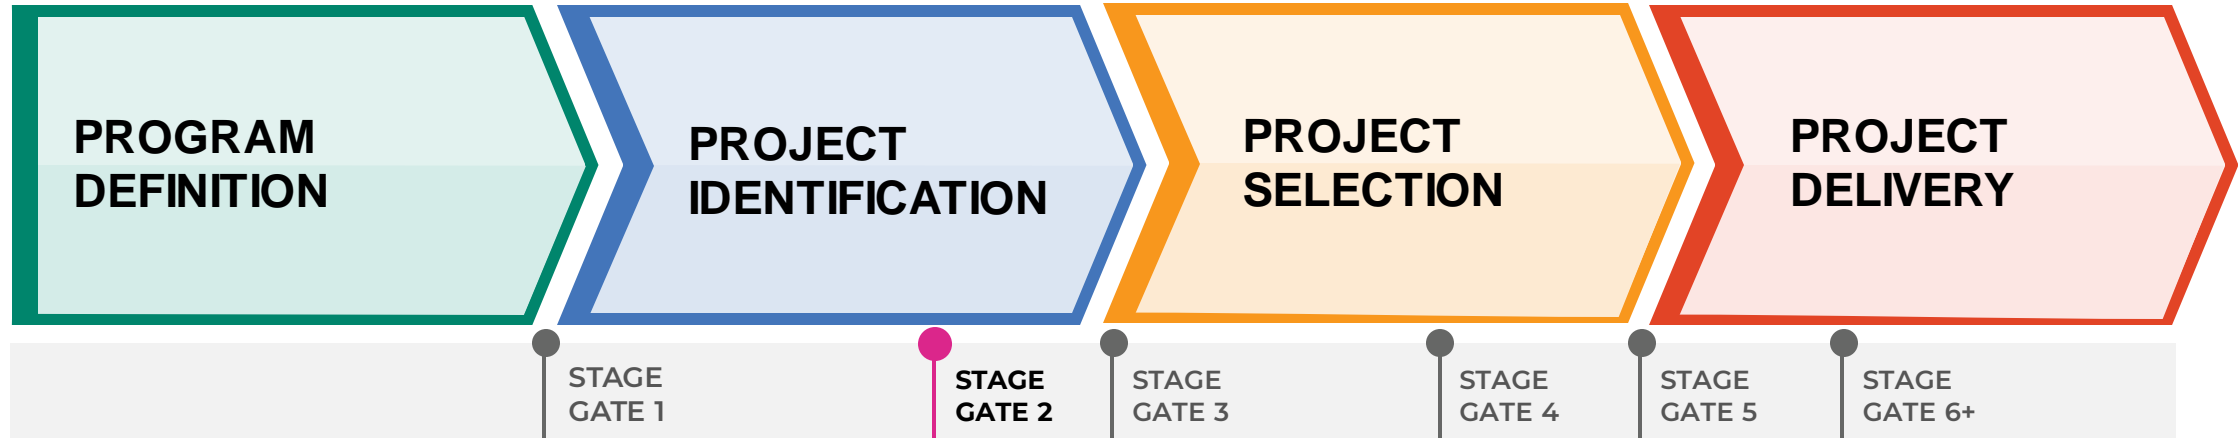 PROGRAM
DEFINITION
PROJECT
IDENTIFICATION
PROJECT
SELECTION
PROJECT
DELIVERY
STAGE
GATE 1
STAGE
GATE 2
STAGE
GATE 3
STAGE
GATE 4
STAGE
GATE 5
STAGE
GATE 6+